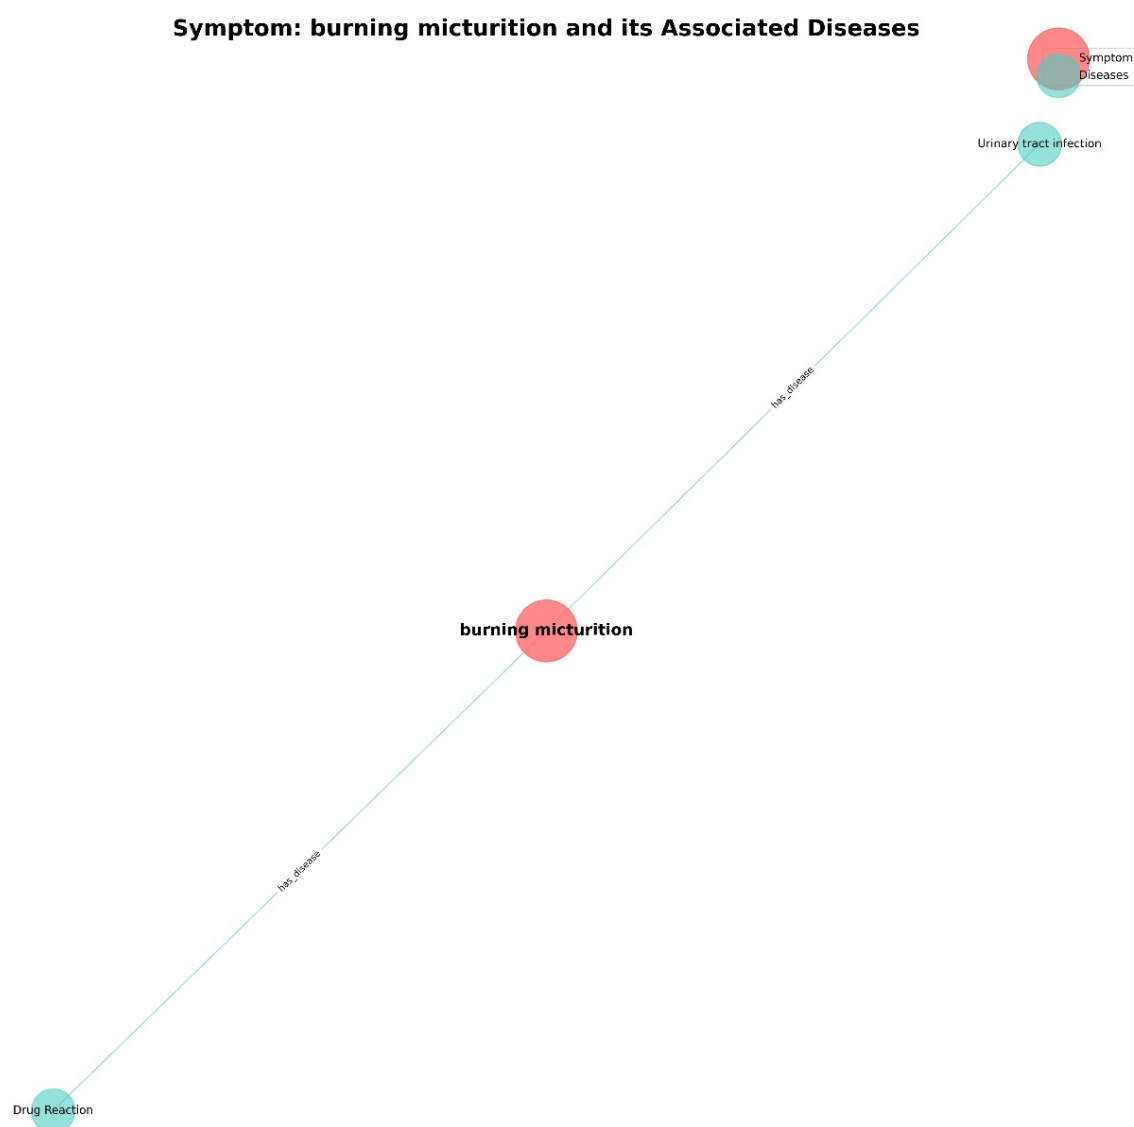 Symptom: burning micturition and its Associated Diseases
Symptom
Diseases
Urinary tract infection
has_disease
burning micturition
has_disease
Drug Reaction